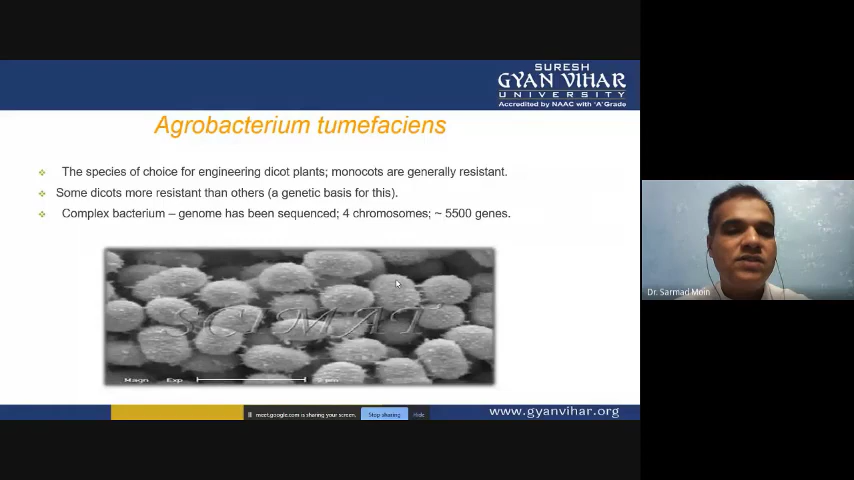 SURESH
GYAN VIHAR
UNIVERSITY
Accredited by NAAC with 'A' Grade
Agrobacterium tumefaciens
The species of choice for engineering dicot plants; monocots are generally resistant.
Some dicots more resistant than others (a genetic basis for this).
Complex bacterium – genome has been sequenced; 4 chromosomes; ~ 5500 genes.
SCIMAT
Magn Exp
Dr. Sarmad Moin
meet.google.com is sharing your screen.
Stop sharing
Hide
www.gyanvihar.org